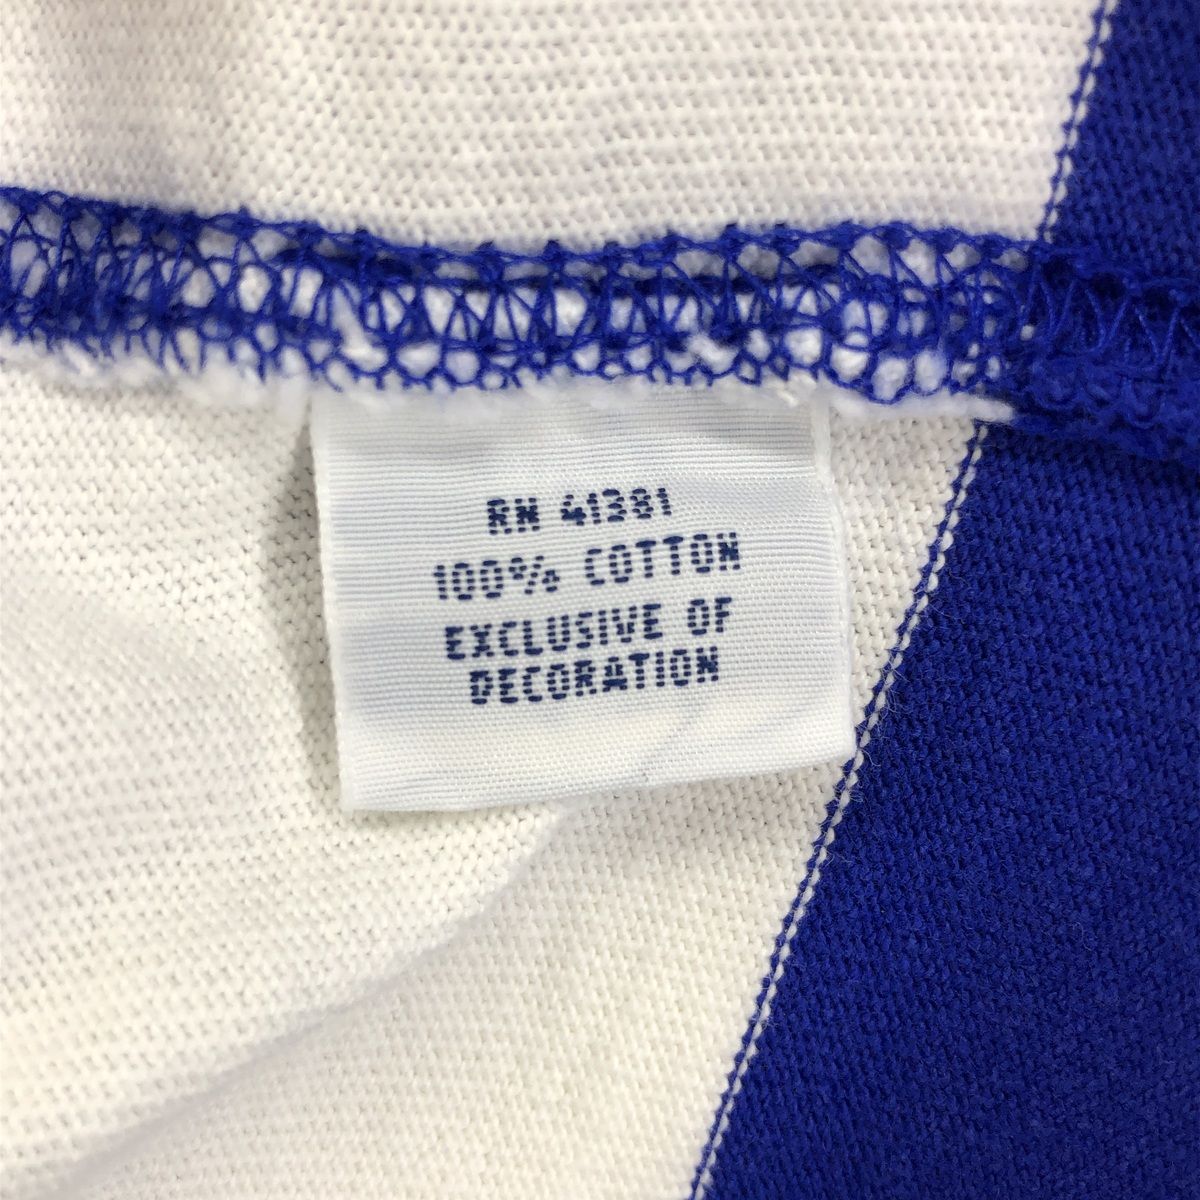 RN 41381
100% COTTON
EXCLUSIVE OF
DECORATION